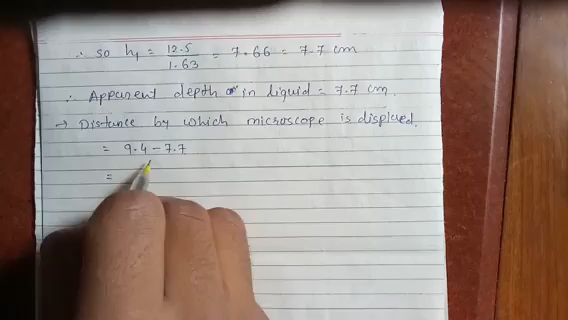 ∴ so h₁ = 12.5/1.63 = 7.66 = 7.7 cm
∴ Apparent depth in liquid = 7.7 cm.
→ Distance by which microscope is displaced.
= 9.4 - 7.7
=